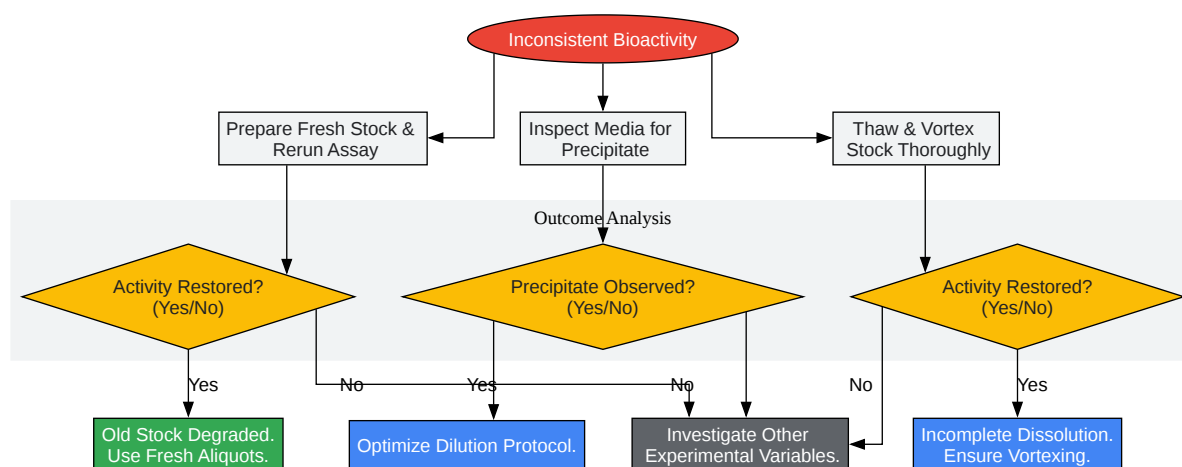 Inconsistent Bioactivity
Prepare Fresh Stock &
Rerun Assay
Inspect Media for
Precipitate
Thaw & Vortex
Stock Thoroughly
Outcome Analysis
Activity Restored?
(Yes/No)
Precipitate Observed?
(Yes/No)
Activity Restored?
(Yes/No)
Yes
No
Yes
No
No
Yes
Old Stock Degraded.
Use Fresh Aliquots.
Optimize Dilution Protocol.
Investigate Other
Experimental Variables.
Incomplete Dissolution.
Ensure Vortexing.